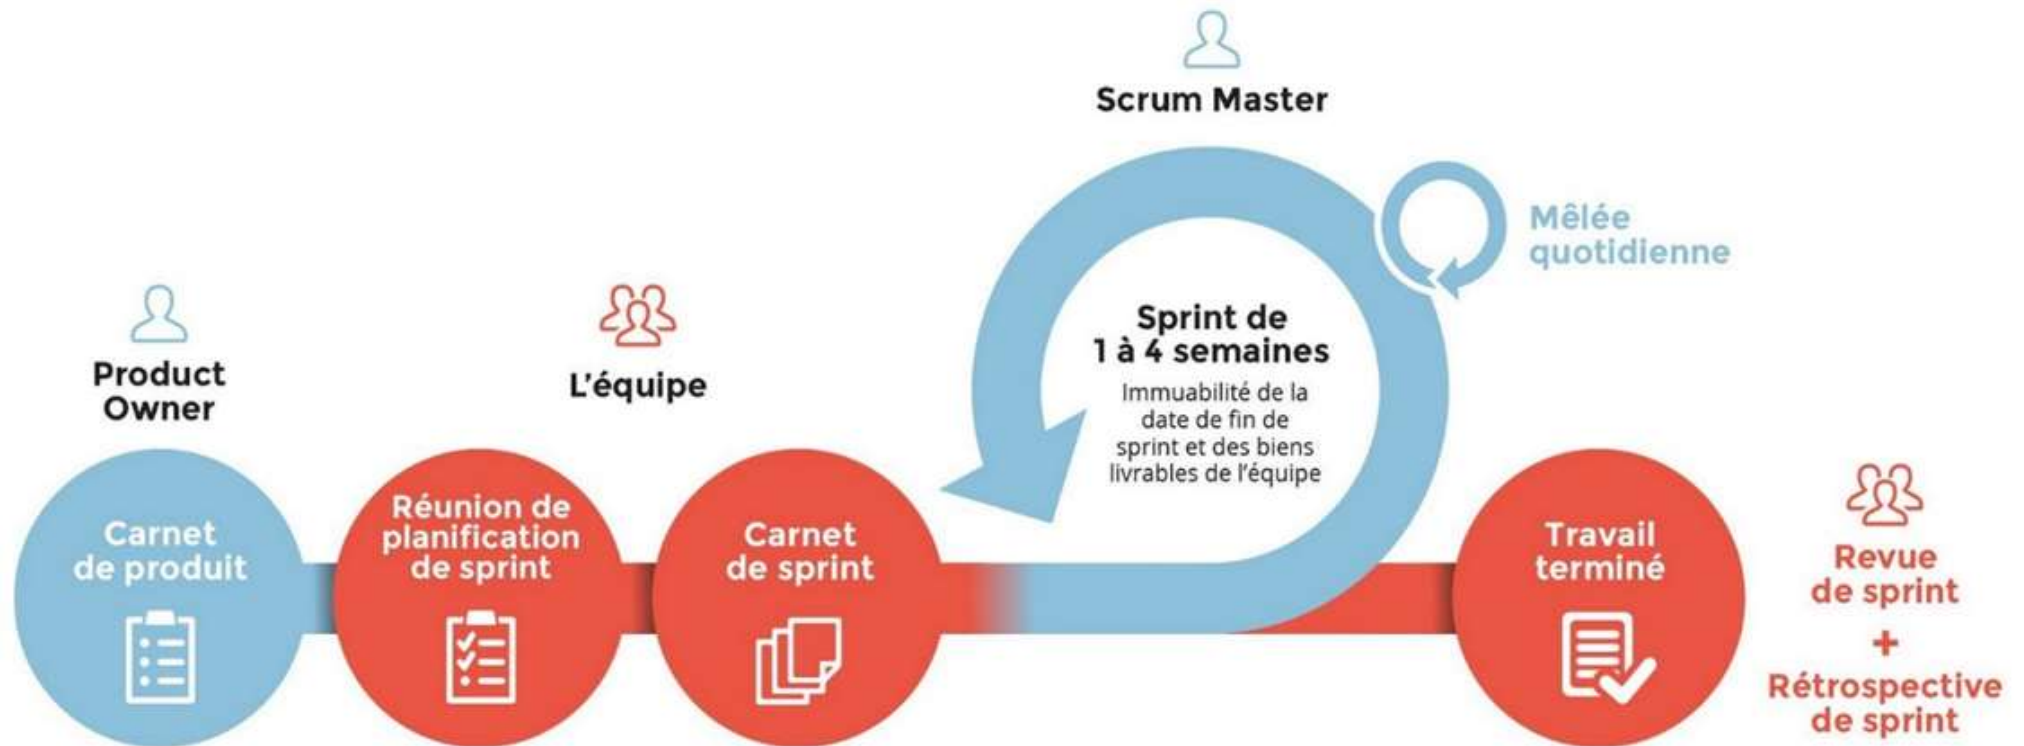 Scrum Master
Mêlée
quotidienne
Product
Owner
L'équipe
Sprint de
1 à 4 semaines
Immuabilité de la
date de fin de
sprint et des biens
livrables de l'équipe
Carnet
de produit
Réunion de
planification
de sprint
Carnet
de sprint
Travail
terminé
Revue
de sprint
+
Rétrospective
de sprint